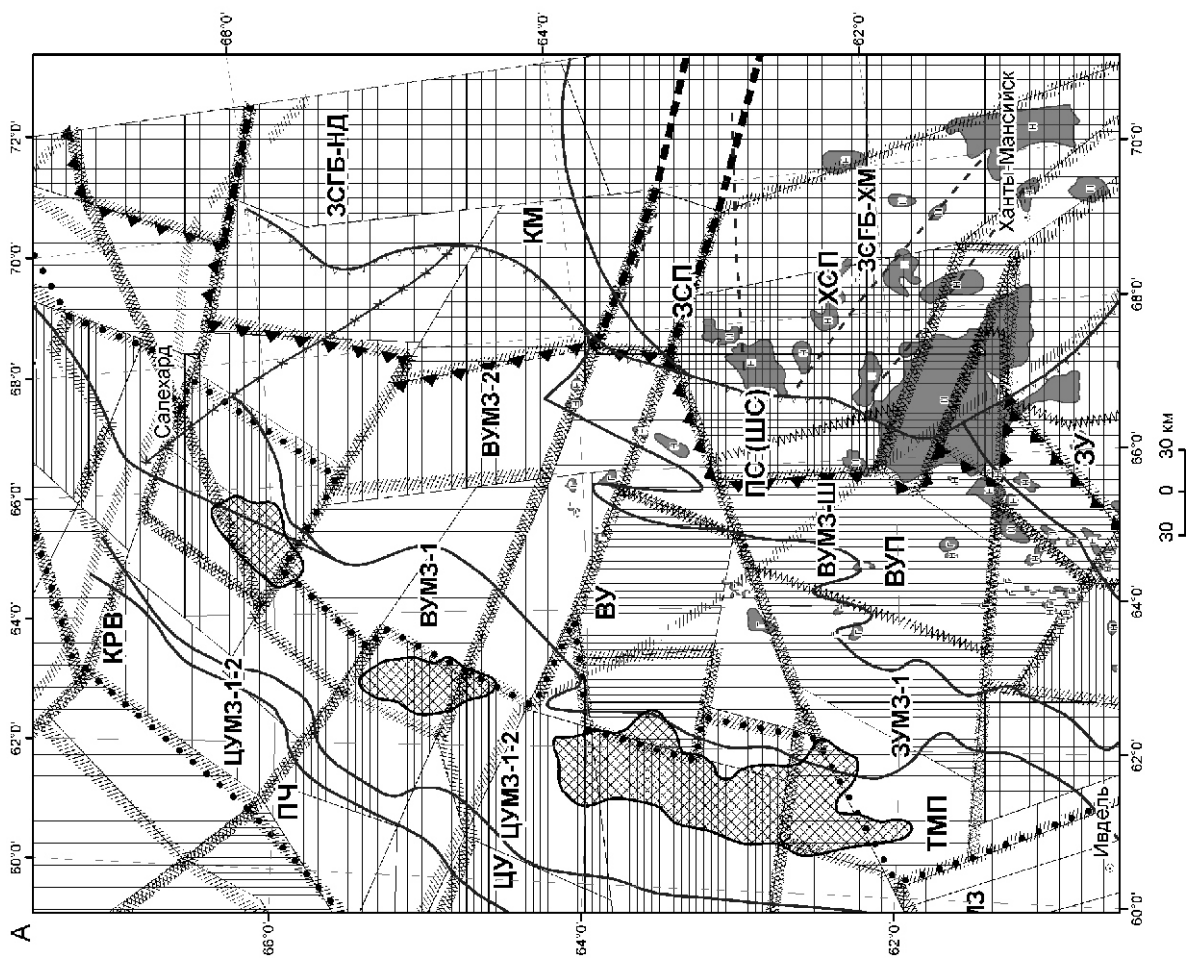 А
68°0'
64°0'
62°0'
72°0'
70°0'
68°0'
66°0'
64°0'
62°0'
60°0'
70°0'
68°0'
66°0'
64°0'
62°0'
60°0'
66°0'
64°0'
62°0'
ЗСГБ-НД
КМ
Салехард
ВУМЗ-2
КРВ
ЦУМЗ-1-2
ПЧ
ВУМЗ-1
ЦУМЗ-1-2
ЦУ
ВУ
ЗСП
ХСП
ЗСГБ-ХМ
Ханты-Мансийск
ПС (ШС)
ВУМЗ-Ш
ВУП
ЗУ
ЗУМЗ-1
ТМП
МЗ
Ивдель
30 0 30 км